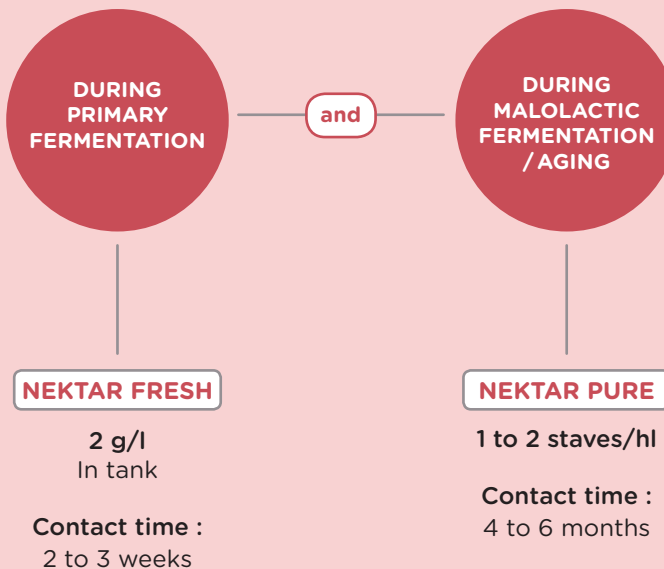 DURING
PRIMARY
FERMENTATION
and
DURING
MALOLACTIC
FERMENTATION
/ AGING
NEKTAR FRESH
2 g/l
In tank
Contact time :
2 to 3 weeks
NEKTAR PURE
1 to 2 staves/hl
Contact time :
4 to 6 months